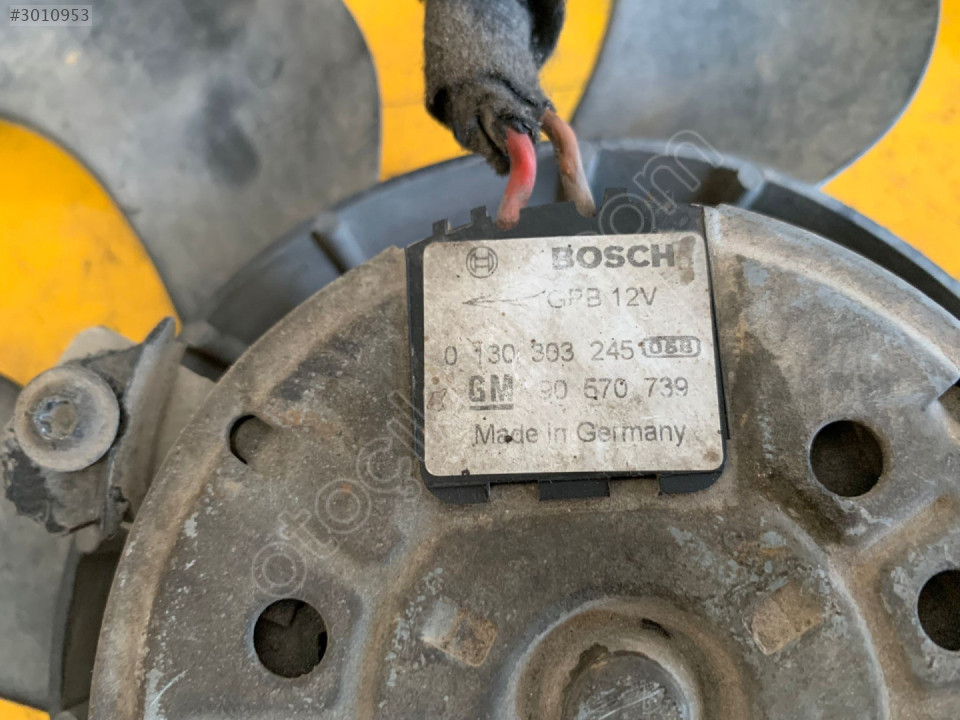 #3010953
BOSCH
GPB 12V
0 130 303 245
GM 90 570 739
Made in Germany